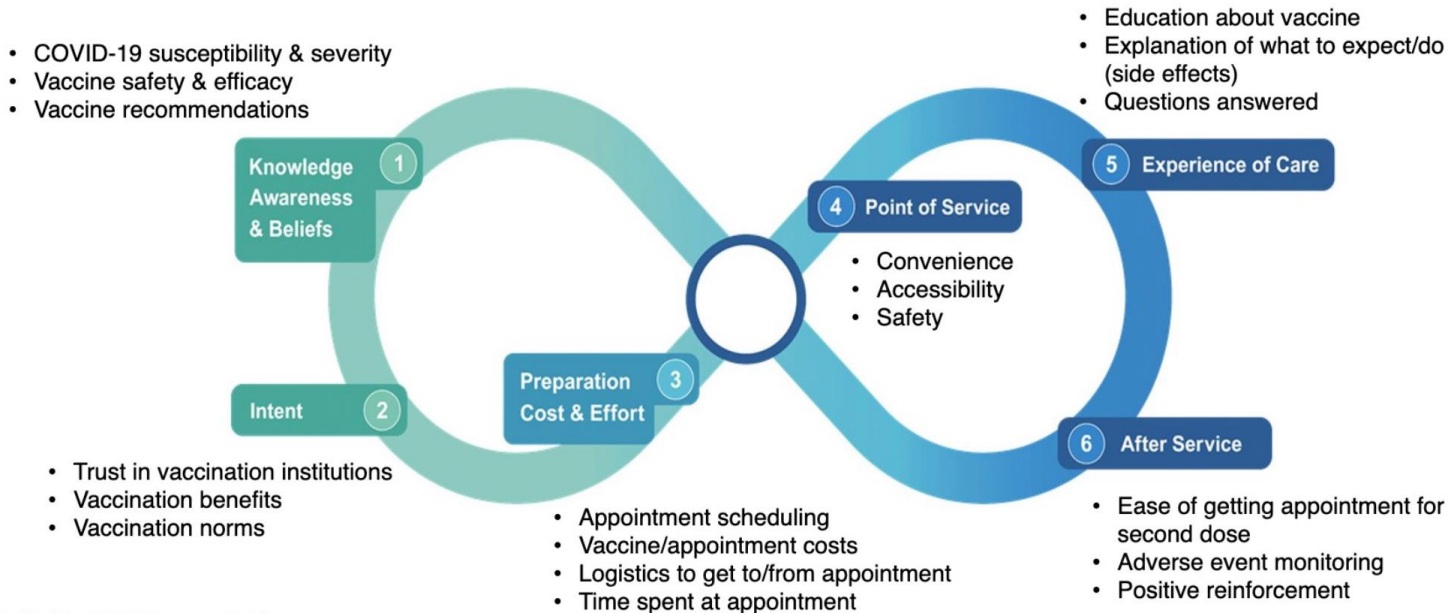 • COVID-19 susceptibility & severity
• Vaccine safety & efficacy
• Vaccine recommendations
Knowledge
Awareness
& Beliefs
1
Intent
2
• Trust in vaccination institutions
• Vaccination benefits
• Vaccination norms
Preparation
Cost & Effort
3
• Appointment scheduling
• Vaccine/appointment costs
• Logistics to get to/from appointment
• Time spent at appointment
4 Point of Service
• Convenience
• Accessibility
• Safety
• Education about vaccine
• Explanation of what to expect/do
(side effects)
• Questions answered
5 Experience of Care
6 After Service
• Ease of getting appointment for
second dose
• Adverse event monitoring
• Positive reinforcement